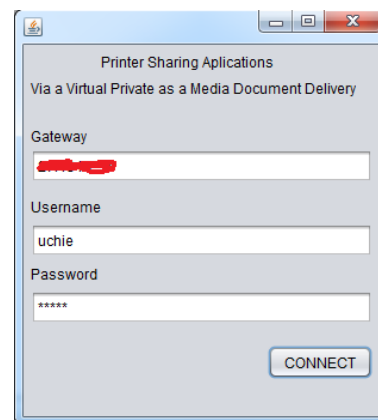 Printer Sharing Aplications
Via a Virtual Private as a Media Document Delivery
Gateway
Username
uchie
Password
*****
CONNECT